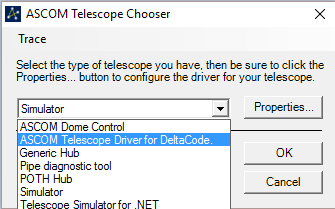 ASCOM Telescope Chooser
Trace
Select the type of telescope you have, then be sure to click the
Properties... button to configure the driver for your telescope.
Simulator
Properties...
ASCOM Dome Control
ASCOM Telescope Driver for DeltaCode.
Generic Hub
Pipe diagnostic tool
POTH Hub
Simulator
Telescope Simulator for .NET
OK
Cancel